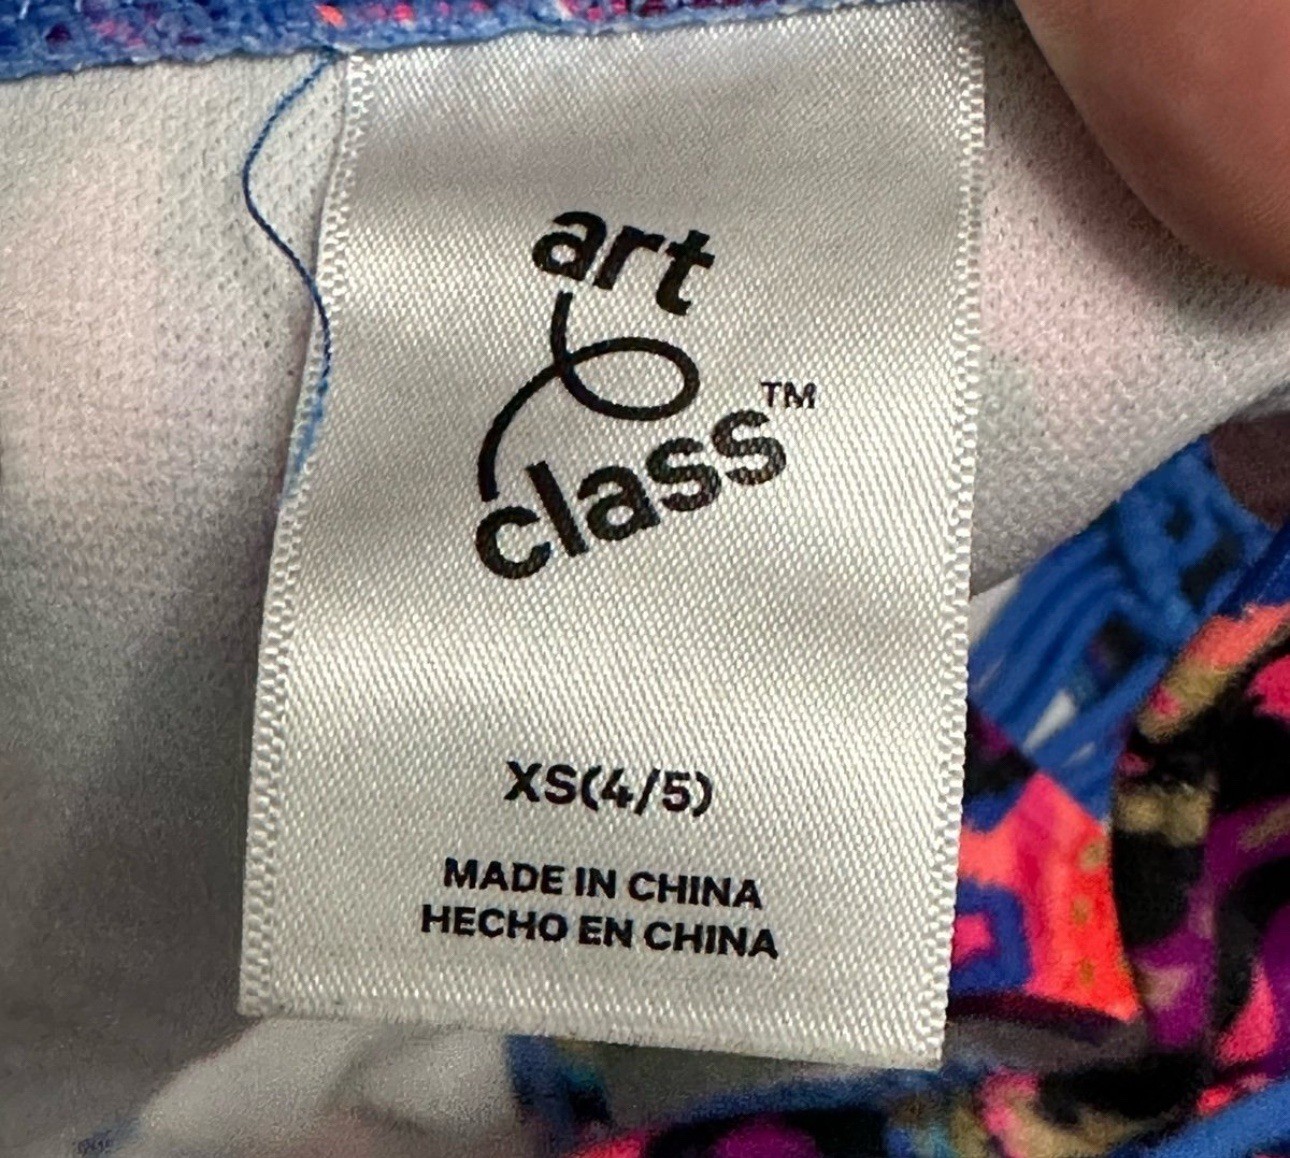 art
class™
XS(4/5)
MADE IN CHINA
HECHO EN CHINA